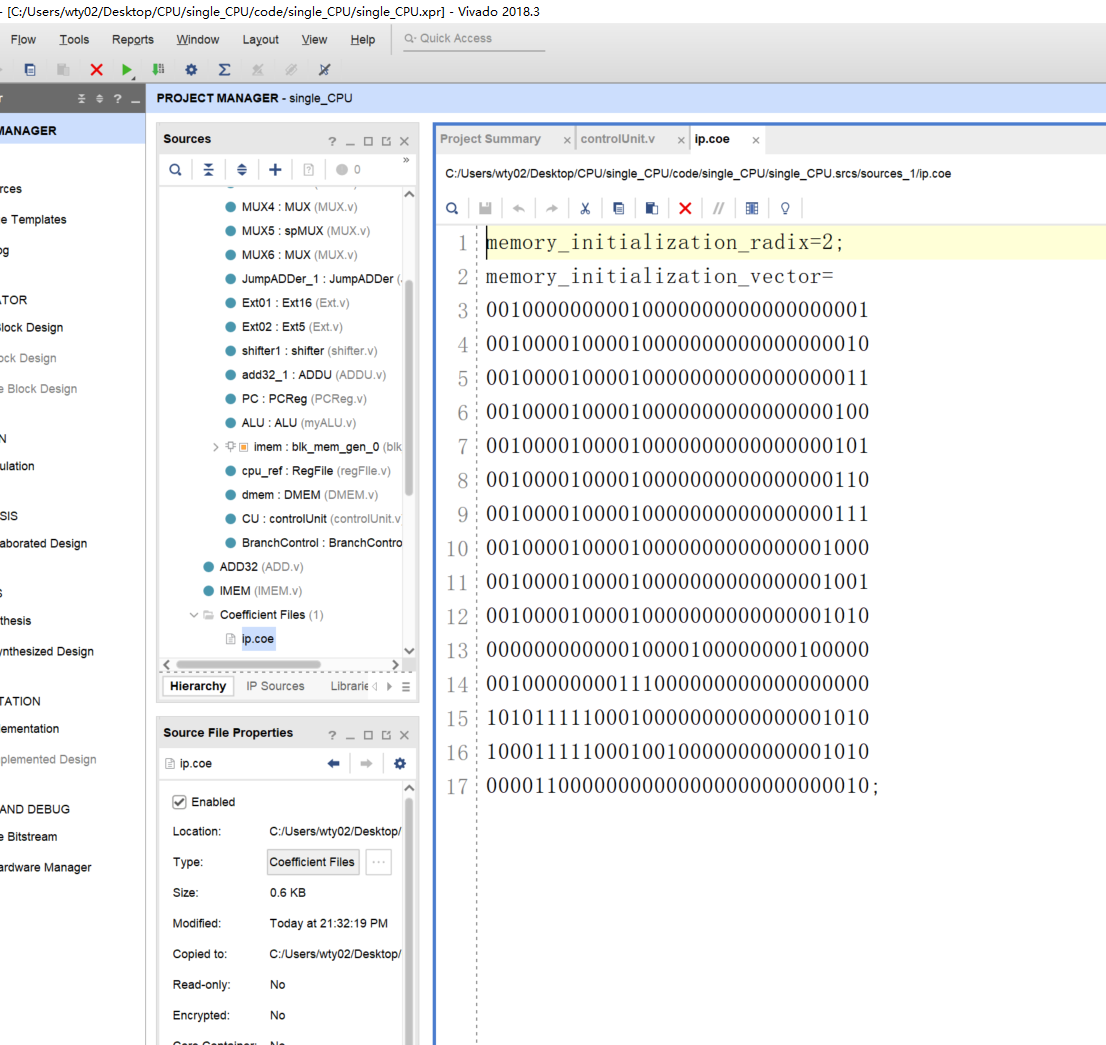 - [C:/Users/wty02/Desktop/CPU/single_CPU/code/single_CPU/single_CPU.xpr] - Vivado 2018.3
Flow Tools Reports Window Layout View Help Quick Access
MANAGER
PROJECT MANAGER - single_CPU
rces
e Templates
og
ATOR
lock Design
ock Design
e Block Design
N
ulation
SIS
aborated Design
S
thesis
ynthesized Design
TATION
lementation
plemented Design
AND DEBUG
e Bitstream
ardware Manager
Sources
0
MUX4 : MUX (MUX.v)
MUX5 : spMUX (MUX.v)
MUX6 : MUX (MUX.v)
JumpADDer_1 : JumpADDer (
Ext01 : Ext16 (Ext.v)
Ext02 : Ext5 (Ext.v)
shifter1 : shifter (shifter.v)
add32_1 : ADDU (ADDU.v)
PC : PCReg (PCReg.v)
ALU : ALU (myALU.v)
imem : blk_mem_gen_0 (blk
cpu_ref : RegFile (regFIle.v)
dmem : DMEM (DMEM.v)
CU : controlUnit (controlUnit.v
BranchControl : BranchContro
ADD32 (ADD.v)
IMEM (IMEM.v)
Coefficient Files (1)
ip.coe
Hierarchy IP Sources Librarie
Source File Properties
ip.coe
Enabled
Location: C:/Users/wty02/Desktop/
Type: Coefficient Files
Size: 0.6 KB
Modified: Today at 21:32:19 PM
Copied to: C:/Users/wty02/Desktop/
Read-only: No
Encrypted: No
Core Container: No
Project Summary controlUnit.v ip.coe
C:/Users/wty02/Desktop/CPU/single_CPU/code/single_CPU/single_CPU.srcs/sources_1/ip.coe
1 memory_initialization_radix=2;
2 memory_initialization_vector=
3 00100000000010000000000000000001
4 00100001000010000000000000000010
5 00100001000010000000000000000011
6 00100001000010000000000000000100
7 00100001000010000000000000000101
8 00100001000010000000000000000110
9 00100001000010000000000000000111
10 00100001000010000000000000001000
11 00100001000010000000000000001001
12 00100001000010000000000000001010
13 00000000000010000100000000100000
14 00100000000111000000000000000000
15 10101111100010000000000000001010
16 10001111100010010000000000001010
17 00001100000000000000000000000010;